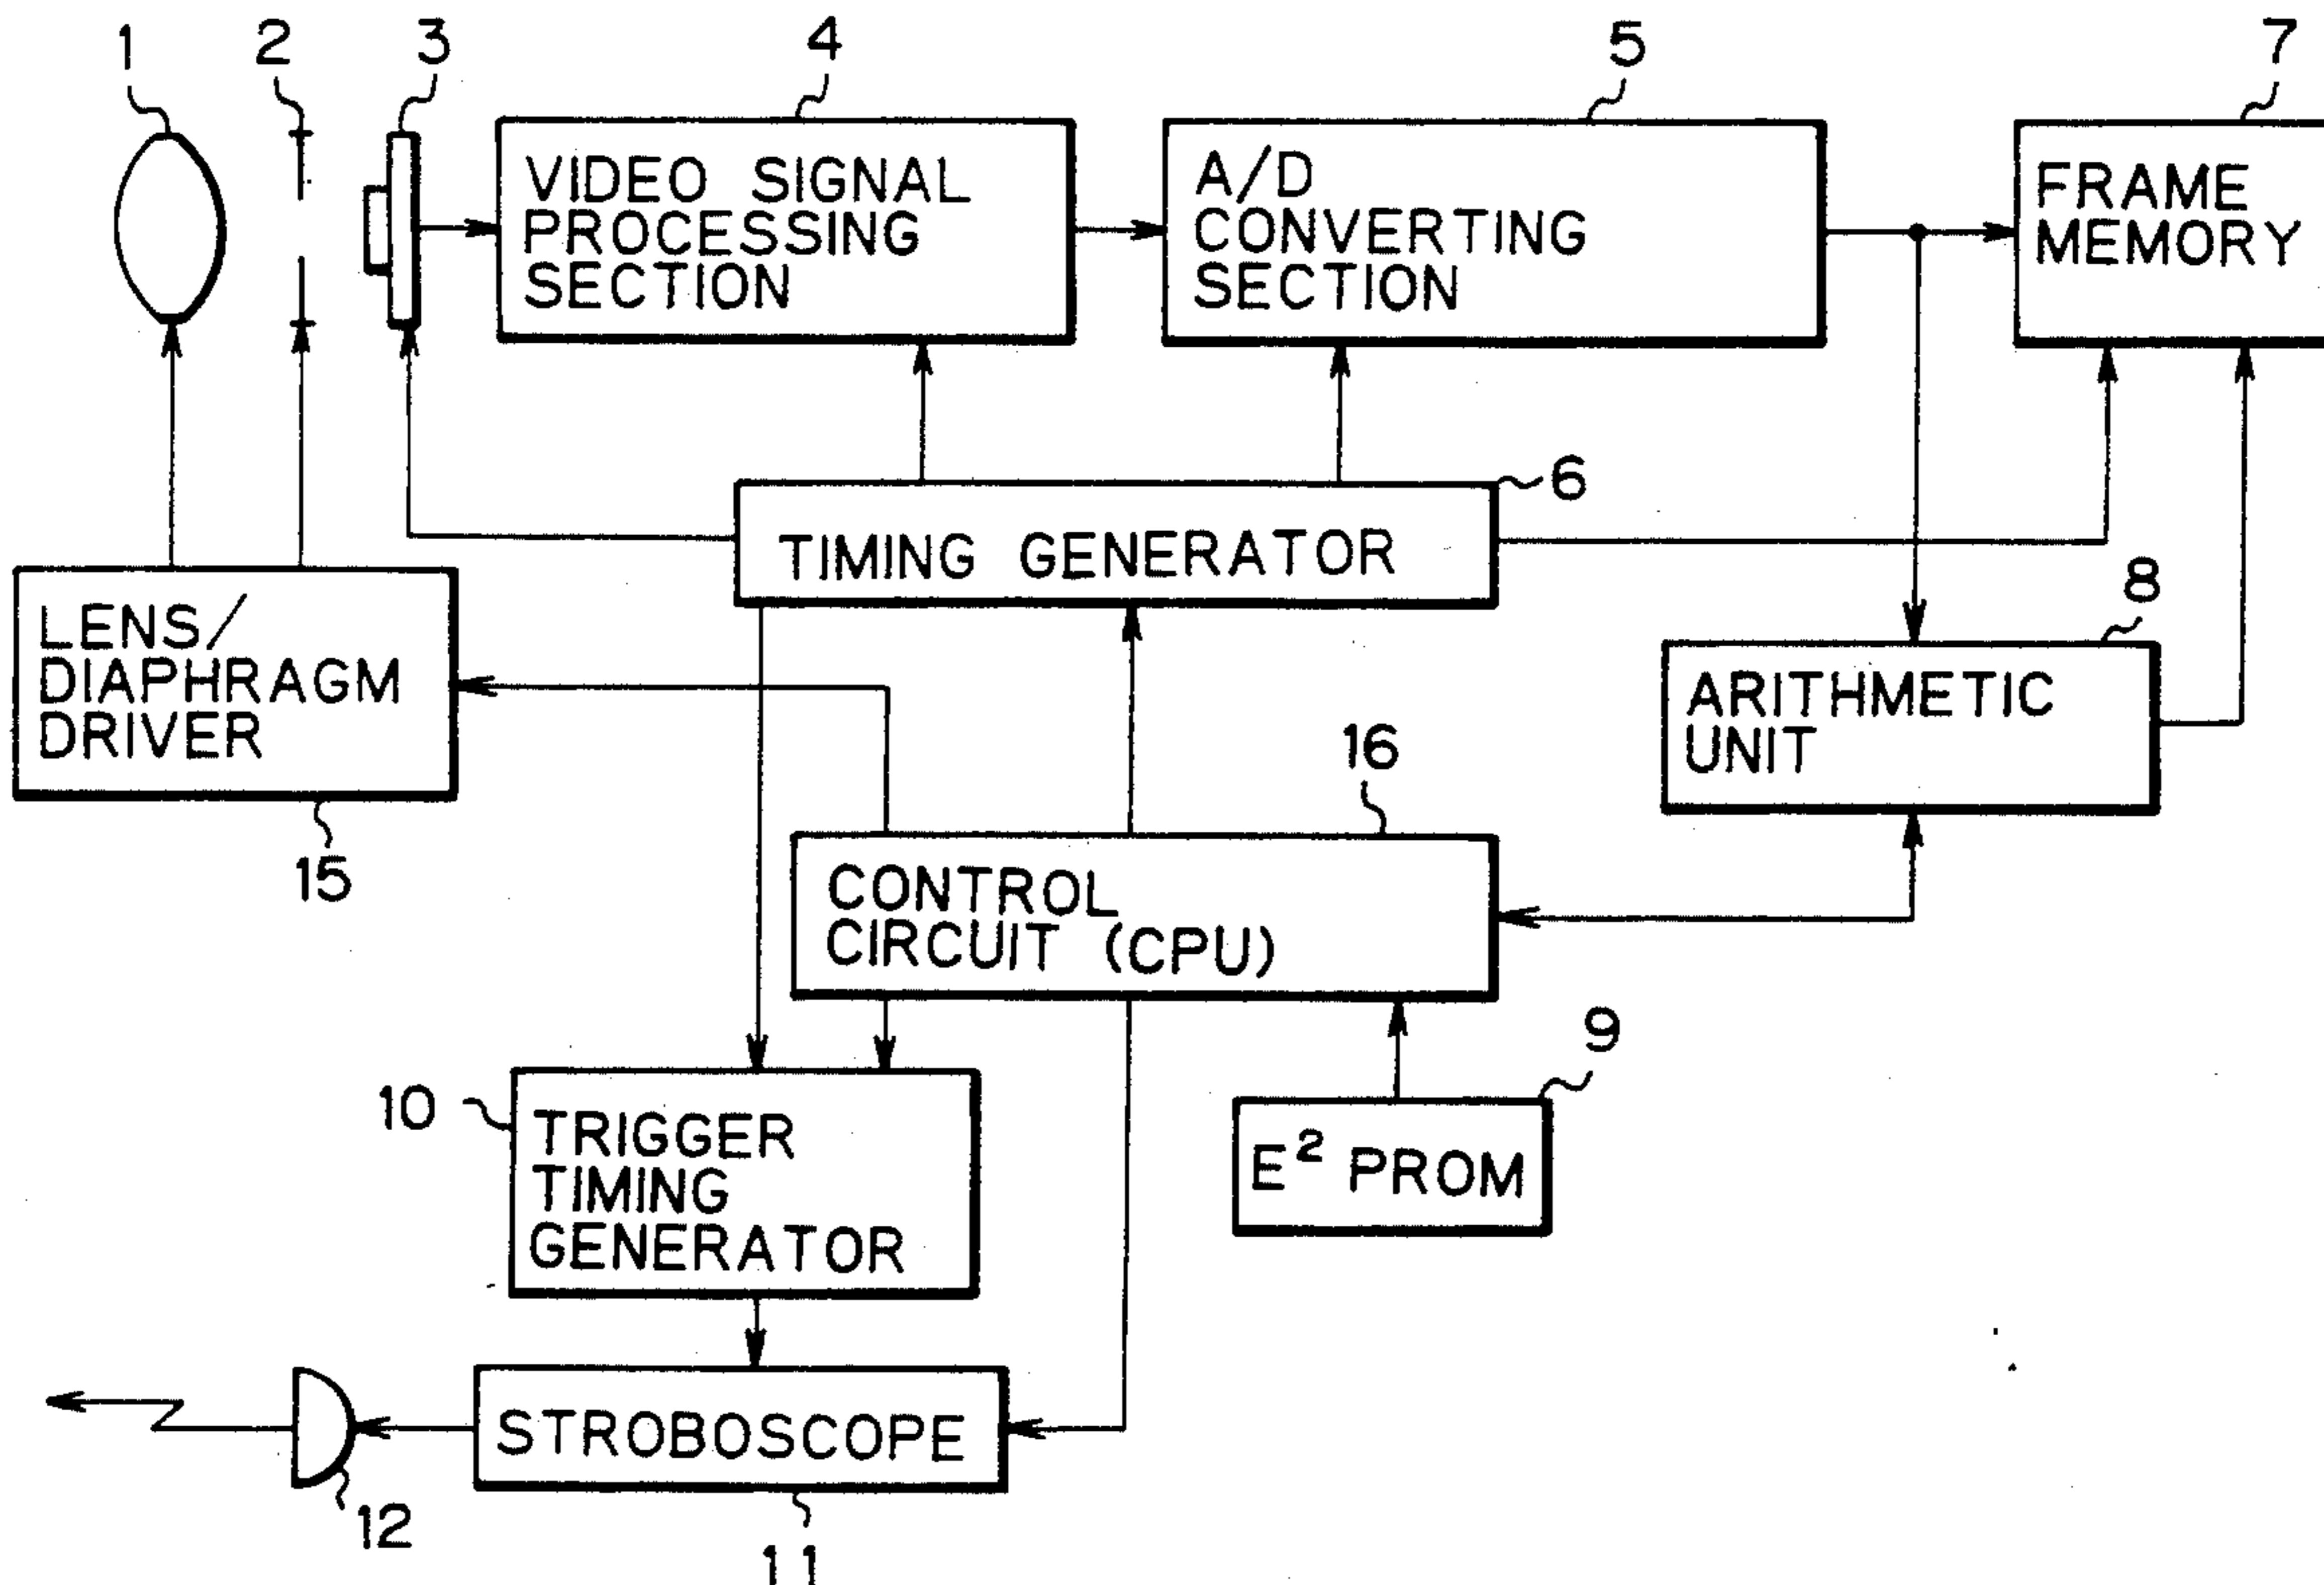 1
2
3
4
5
7
VIDEO SIGNAL
PROCESSING
SECTION
A/D
CONVERTING
SECTION
FRAME
MEMORY
6
TIMING GENERATOR
LENS/
DIAPHRAGM
DRIVER
15
8
ARITHMETIC
UNIT
16
CONTROL
CIRCUIT (CPU)
9
E² PROM
10
TRIGGER
TIMING
GENERATOR
STROBOSCOPE
12
11